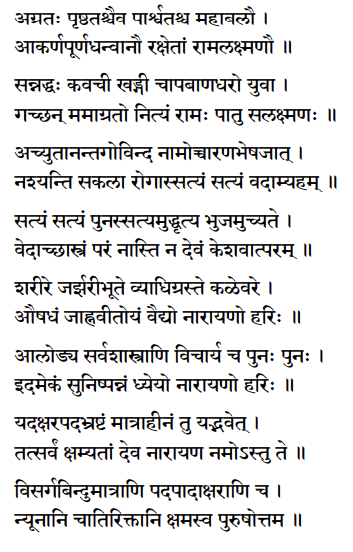 अग्रतः पृष्ठतश्चैव पार्श्वतश्च महाबलौ ।
आकर्णपूर्णधन्वानौ रक्षेतां रामलक्ष्मणौ ॥
सन्नद्धः कवची खङ्गी चापबाणधरो युवा ।
गच्छन् ममाग्रतो नित्यं रामः पातु सलक्ष्मणः ॥
अच्युतानन्तगोविन्द नामोच्चारणभेषजात् ।
नश्यन्ति सकला रोगास्सत्यं सत्यं वदाम्यहम् ॥
सत्यं सत्यं पुनस्सत्यमुद्धृत्य भुजमुच्यते ।
वेदाच्छास्त्रं परं नास्ति न देवं केशवात्परम् ॥
शरीरे जर्झरीभूते व्याधिग्रस्ते कळेवरे ।
औषधं जाह्नवीतोयं वैद्यो नारायणो हरिः ॥
आलोड्य सर्वशास्त्राणि विचार्य च पुनः पुनः ।
इदमेकं सुनिष्पन्नं ध्येयो नारायणो हरिः ॥
यदक्षरपदभ्रष्टं मात्राहीनं तु यद्भवेत् ।
तत्सर्वं क्षम्यतां देव नारायण नमोऽस्तु ते ॥
विसर्गबिन्दुमात्राणि पदपादाक्षराणि च ।
न्यूनानि चातिरिक्तानि क्षमस्व पुरुषोत्तम ॥